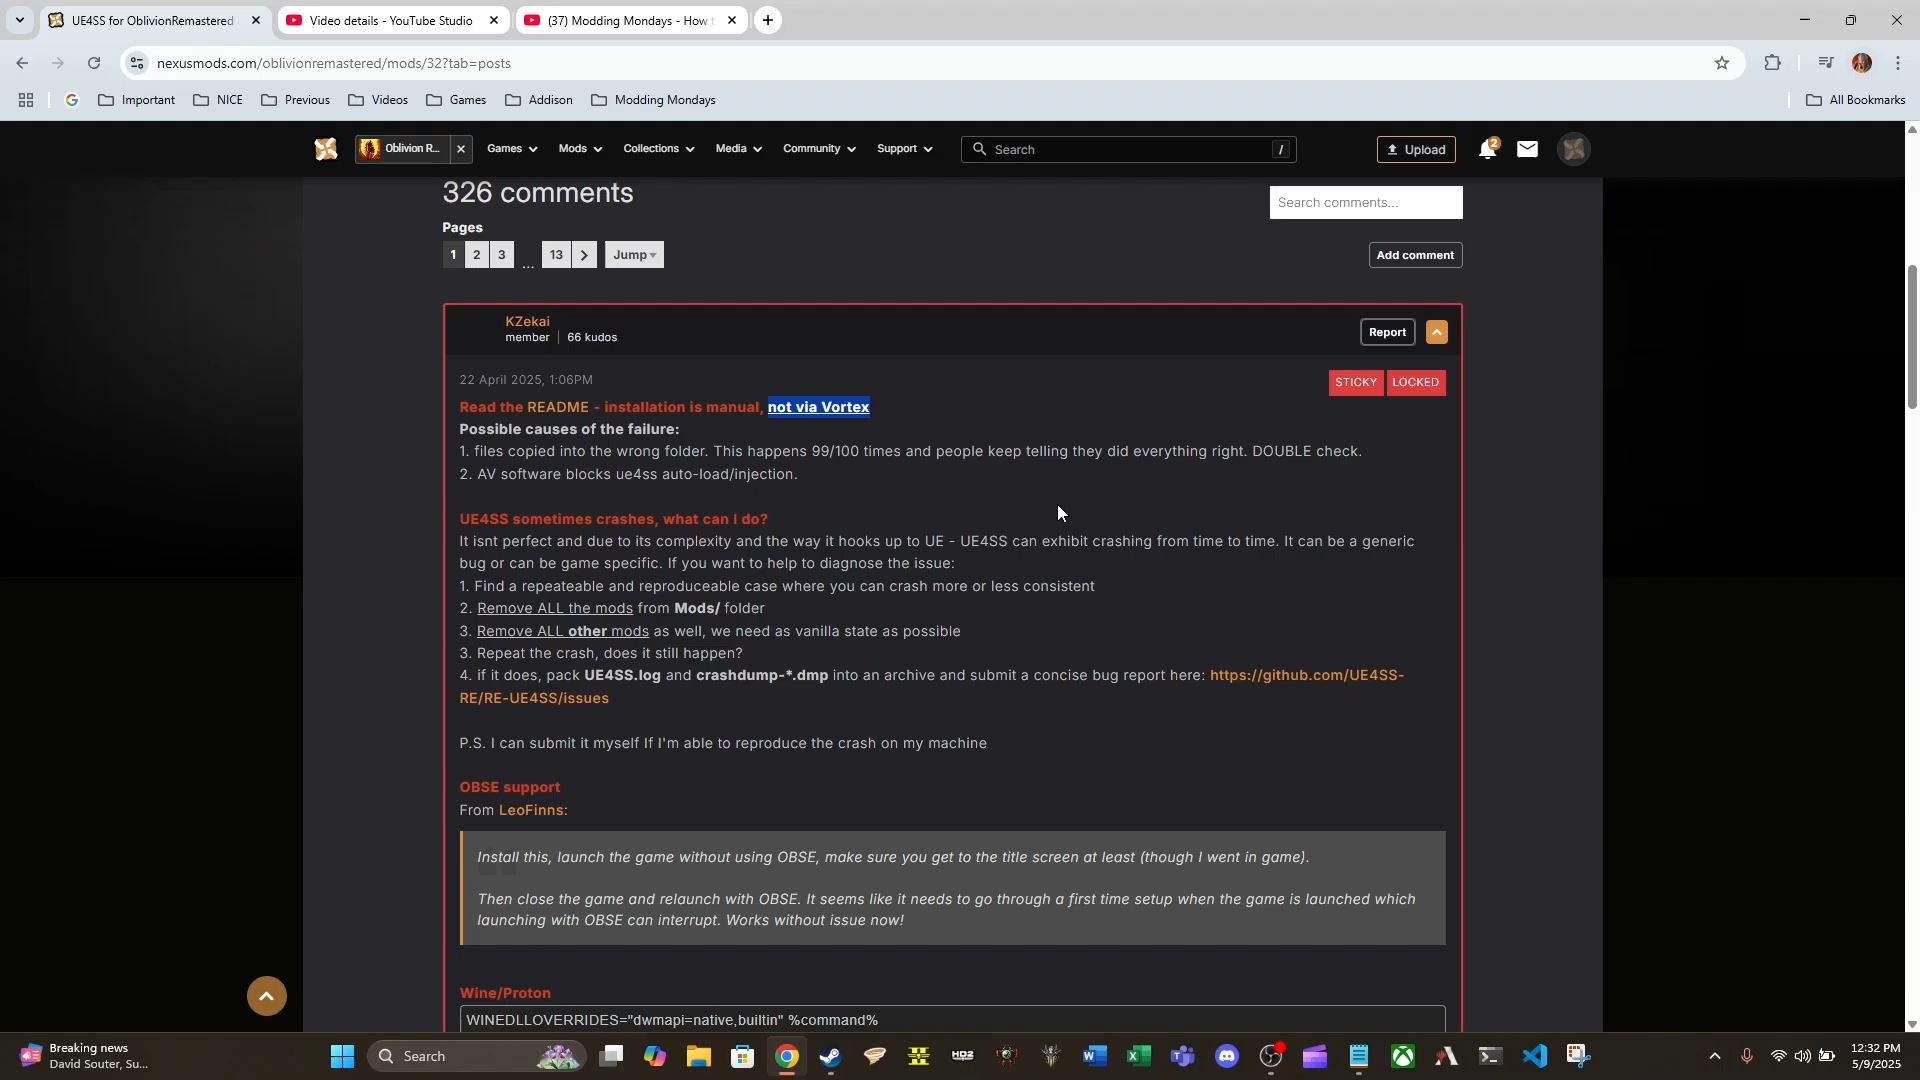 UE4SS for OblivionRemastered
Video details - YouTube Studio
(37) Modding Mondays - How
nexusmods.com/oblivionremastered/mods/32?tab=posts
Important
NICE
Previous
Videos
Games
Addison
Modding Mondays
All Bookmarks
Oblivion R...
Games
Mods
Collections
Media
Community
Support
Search
/
Upload
2
326 comments
Search comments...
Pages
1 2 3 ... 13 > Jump
Add comment
KZekai
member | 66 kudos
Report
22 April 2025, 1:06PM
STICKY LOCKED
Read the README - installation is manual, not via Vortex
Possible causes of the failure:
1. files copied into the wrong folder. This happens 99/100 times and people keep telling they did everything right. DOUBLE check.
2. AV software blocks ue4ss auto-load/injection.
UE4SS sometimes crashes, what can I do?
It isnt perfect and due to its complexity and the way it hooks up to UE - UE4SS can exhibit crashing from time to time. It can be a generic
bug or can be game specific. If you want to help to diagnose the issue:
1. Find a repeateable and reproduceable case where you can crash more or less consistent
2. Remove ALL the mods from Mods/ folder
3. Remove ALL other mods as well, we need as vanilla state as possible
3. Repeat the crash, does it still happen?
4. if it does, pack UE4SS.log and crashdump-*.dmp into an archive and submit a concise bug report here: https://github.com/UE4SS-
RE/RE-UE4SS/issues
P.S. I can submit it myself If I'm able to reproduce the crash on my machine
OBSE support
From LeoFinns:
Install this, launch the game without using OBSE, make sure you get to the title screen at least (though I went in game).
Then close the game and relaunch with OBSE. It seems like it needs to go through a first time setup when the game is launched which
launching with OBSE can interrupt. Works without issue now!
Wine/Proton
WINEDLLOVERRIDES="dwmapi=native,builtin" %command%
Breaking news
David Souter, Su...
Search
HD2
12:32 PM
5/9/2025